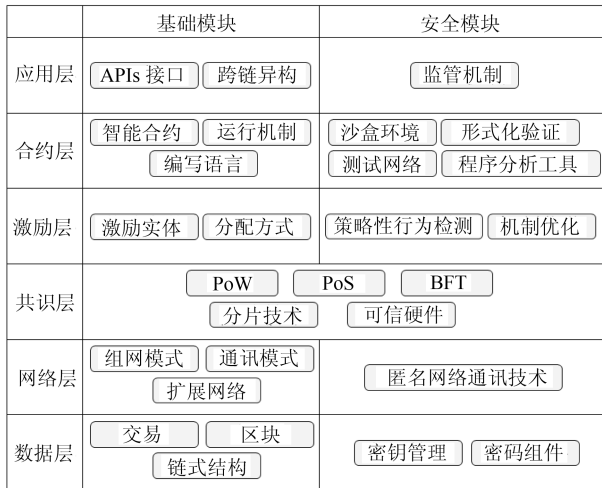 基础模块 安全模块
应用层 APIs 接口 跨链异构 监管机制
智能合约 运行机制 沙盒环境 形式化验证
合约层
编写语言 测试网络 程序分析工具
激励层 激励实体 分配方式 策略性行为检测 机制优化
PoW PoS BFT
共识层
分片技术 可信硬件
组网模式 通讯模式
网络层 匿名网络通讯技术
扩展网络
交易 区块
数据层 密钥管理 密码组件
链式结构